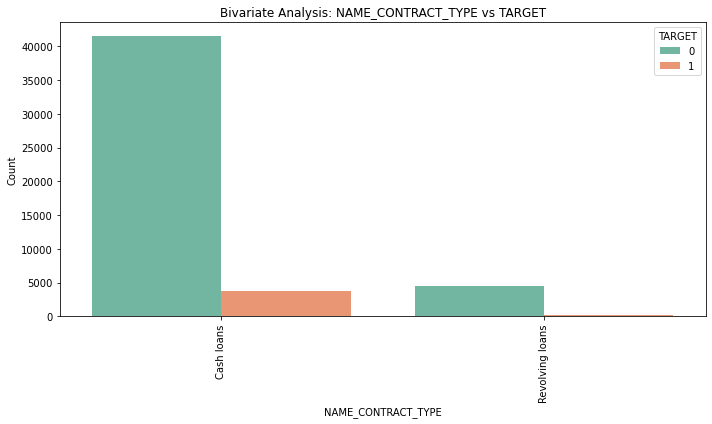 Bivariate Analysis: NAME_CONTRACT_TYPE vs TARGET
TARGET
0
1
Count
40000
35000
30000
25000
20000
15000
10000
5000
0
Cash loans
Revolving loans
NAME_CONTRACT_TYPE